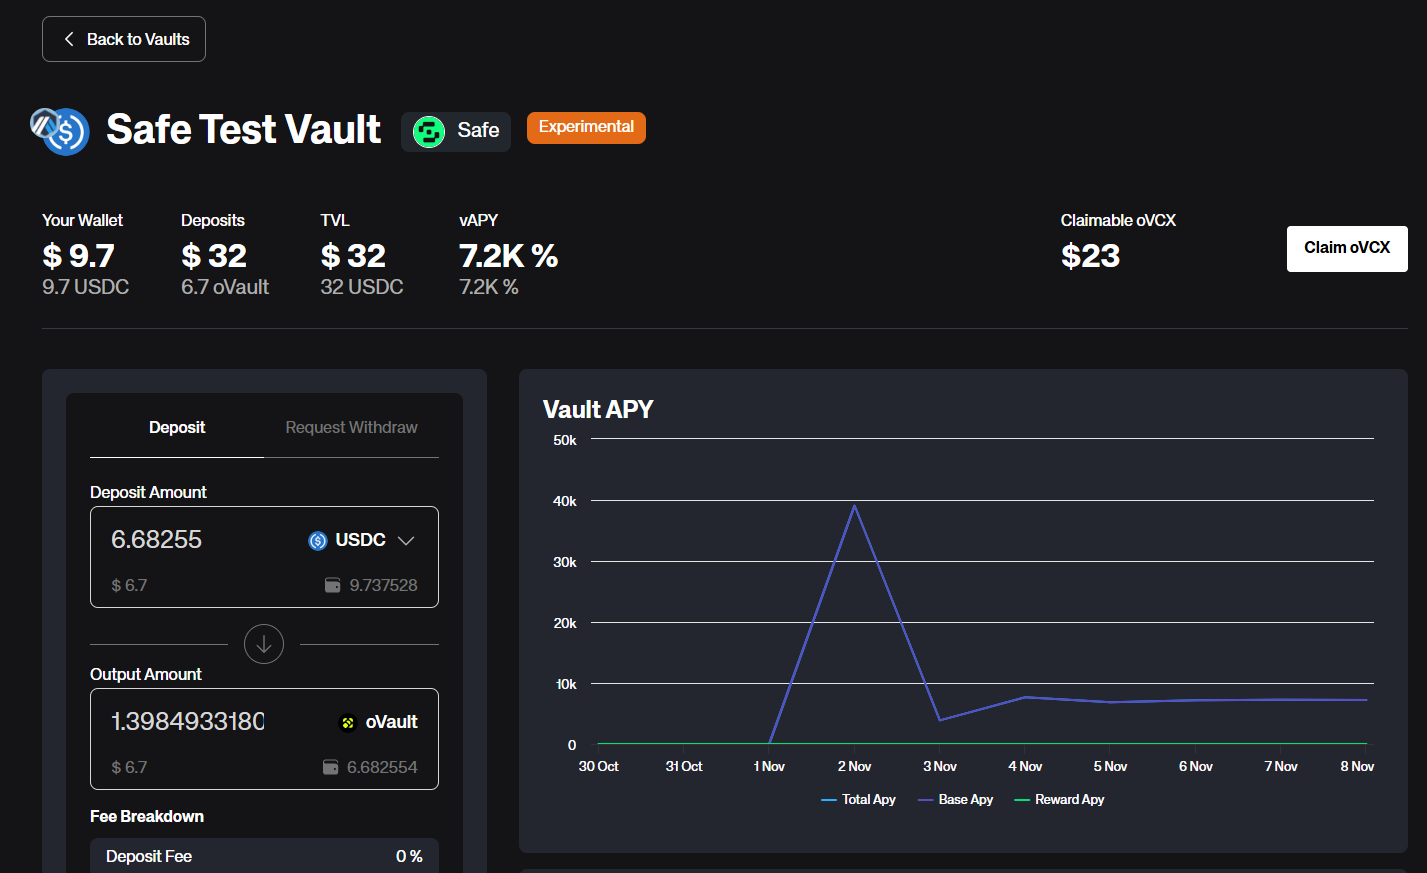 Back to Vaults
Safe Test Vault
Safe
Experimental
Your Wallet
$ 9.7
9.7 USDC
Deposits
$ 32
6.7 oVault
TVL
$ 32
32 USDC
vAPY
7.2K %
7.2K %
Claimable oVCX
$23
Claim oVCX
Deposit
Request Withdraw
Deposit Amount
6.68255
USDC
$ 6.7
9.737528
Output Amount
1.3984933180
oVault
$ 6.7
6.682554
Fee Breakdown
Deposit Fee
0 %
Vault APY
50k
40k
30k
20k
10k
0
30 Oct
31 Oct
1 Nov
2 Nov
3 Nov
4 Nov
5 Nov
6 Nov
7 Nov
8 Nov
Total Apy
Base Apy
Reward Apy